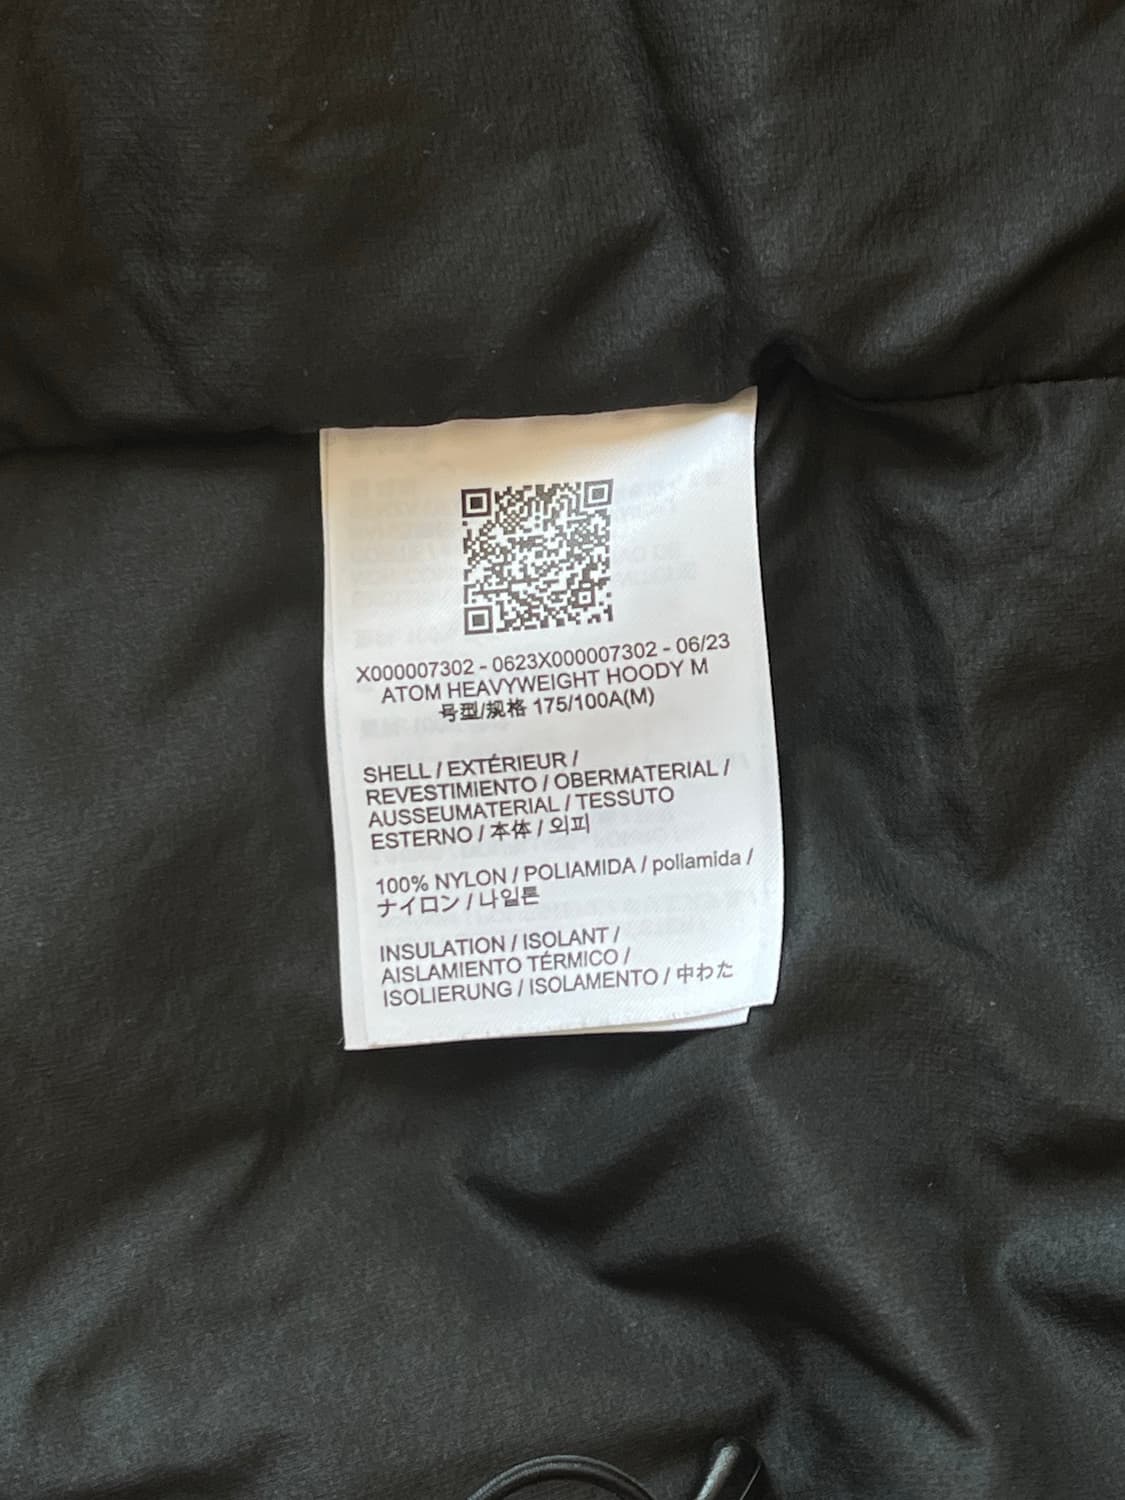 X000007302 - 0623X000007302 - 06/23
ATOM HEAVYWEIGHT HOODY M
号型/规格 175/100A(M)
SHELL / EXTÉRIEUR /
REVESTIMIENTO / OBERMATERIAL /
AUSSEUMATERIAL / TESSUTO
ESTERNO / 本体 / 외피
100% NYLON / POLIAMIDA / poliamida /
ナイロン / 나일론
INSULATION / ISOLANT /
AISLAMIENTO TÉRMICO /
ISOLIERUNG / ISOLAMENTO / 中わた